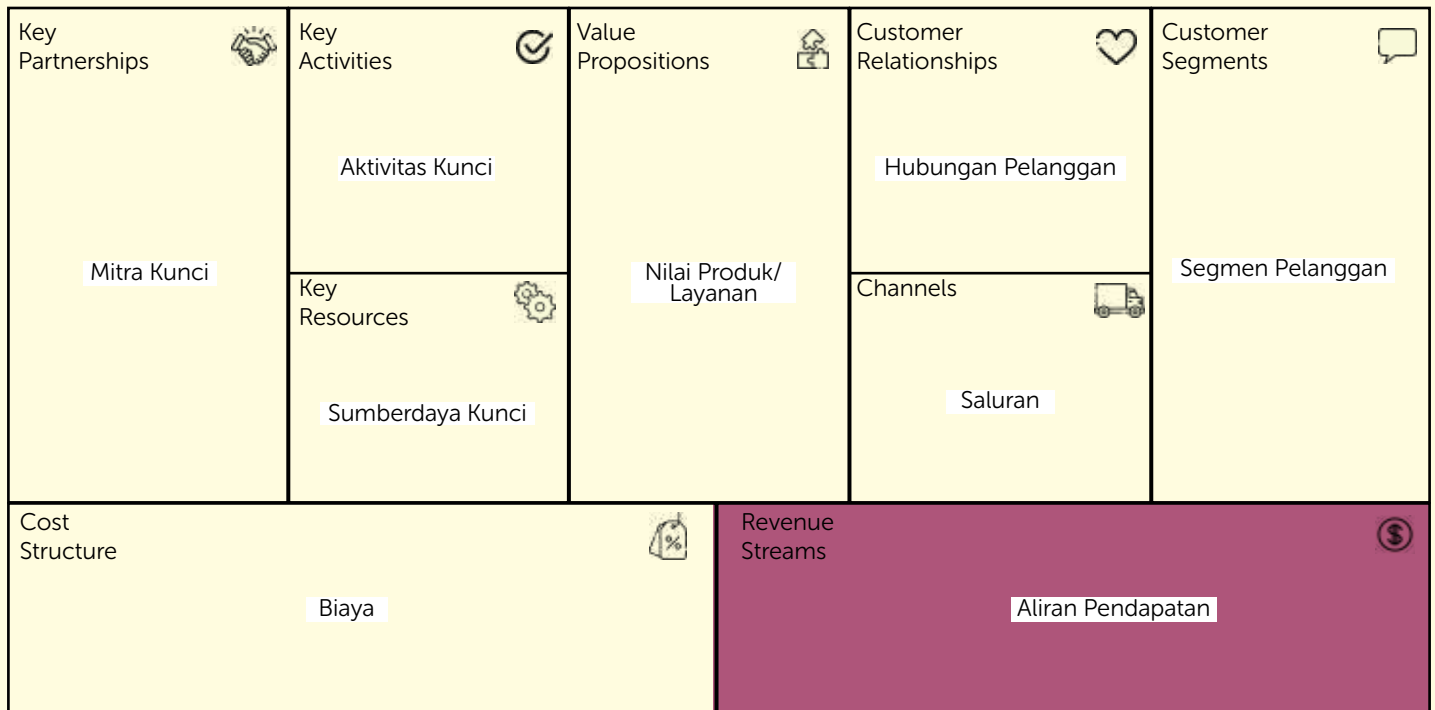 Key
Partnerships
Mitra Kunci
Key
Activities
Aktivitas Kunci
Key
Resources
Sumberdaya Kunci
Value
Propositions
Nilai Produk/
Layanan
Customer
Relationships
Hubungan Pelanggan
Channels
Saluran
Customer
Segments
Segmen Pelanggan
Cost
Structure
%
Biaya
Revenue
Streams
$
Aliran Pendapatan